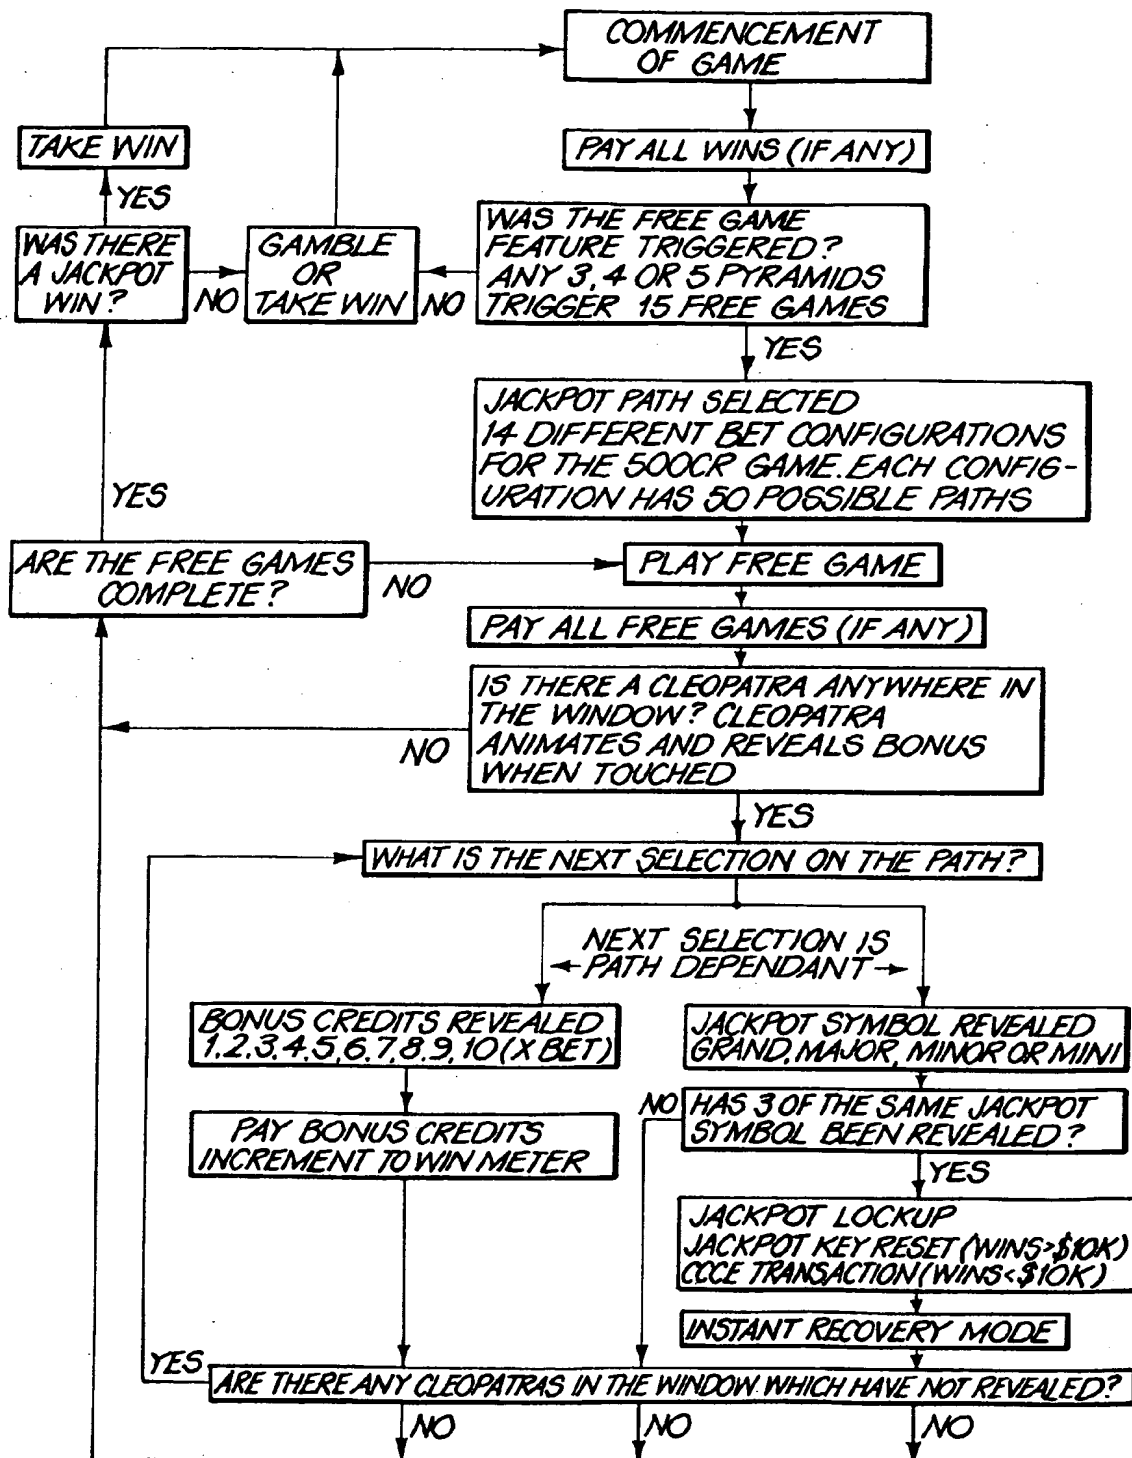 COMMENCEMENT
OF GAME
TAKE WIN
PAY ALL WINS (IF ANY)
YES
WAS THERE
A JACKPOT
WIN?
NO
GAMBLE
OR
TAKE WIN
NO
WAS THE FREE GAME
FEATURE TRIGGERED?
ANY 3, 4 OR 5 PYRAMIDS
TRIGGER 15 FREE GAMES
YES
JACKPOT PATH SELECTED
14 DIFFERENT BET CONFIGURATIONS
FOR THE 500CR GAME. EACH CONFIG-
URATION HAS 50 POSSIBLE PATHS
YES
ARE THE FREE GAMES
COMPLETE?
NO
PLAY FREE GAME
PAY ALL FREE GAMES (IF ANY)
IS THERE A CLEOPATRA ANYWHERE IN
THE WINDOW? CLEOPATRA
ANIMATES AND REVEALS BONUS
WHEN TOUCHED
NO
YES
WHAT IS THE NEXT SELECTION ON THE PATH?
NEXT SELECTION IS
PATH DEPENDANT
BONUS CREDITS REVEALED
1.2.3.4.5.6.7.8.9.10 (X BET)
JACKPOT SYMBOL REVEALED
GRAND, MAJOR, MINOR OR MINI
PAY BONUS CREDITS
INCREMENT TO WIN METER
NO
HAS 3 OF THE SAME JACKPOT
SYMBOL BEEN REVEALED?
YES
JACKPOT LOCKUP
JACKPOT KEY RESET (WINS>$10K)
CCCE TRANSACTION (WINS<$10K)
INSTANT RECOVERY MODE
YES
ARE THERE ANY CLEOPATRAS IN THE WINDOW WHICH HAVE NOT REVEALED?
NO
NO
NO